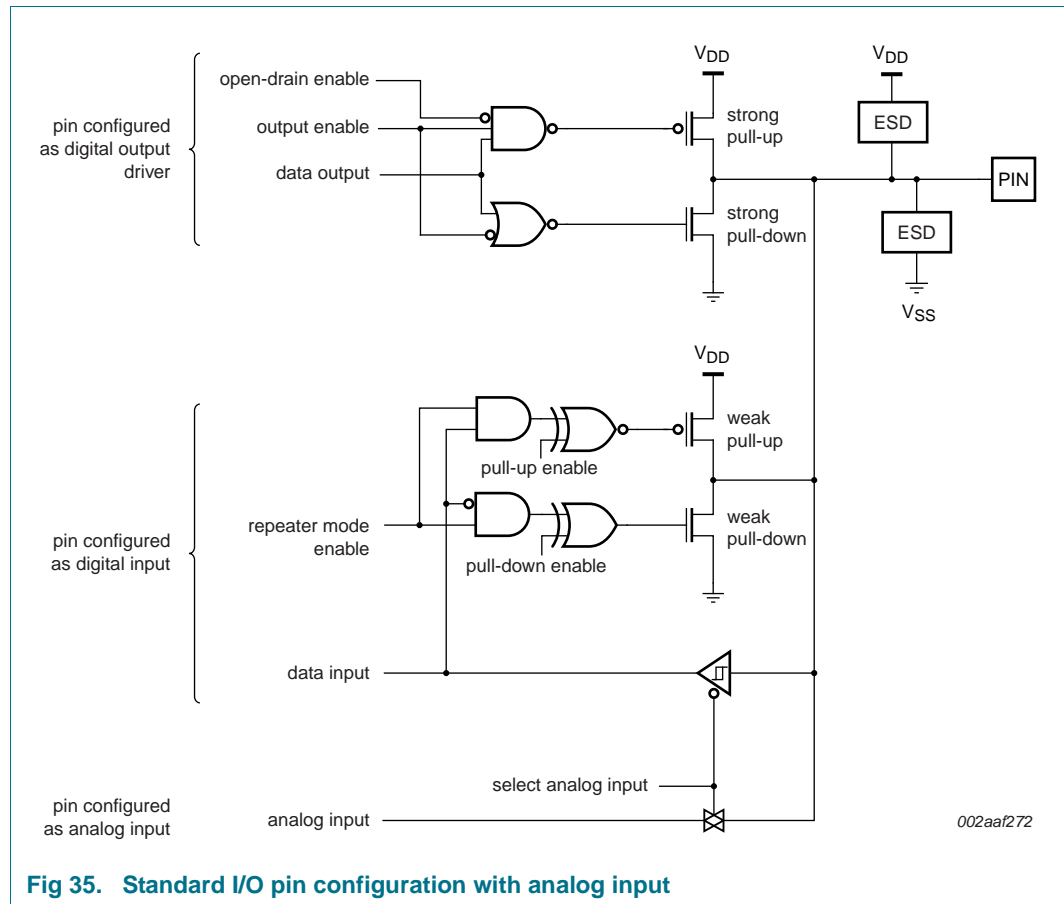 pin configured
as digital output
driver
open-drain enable
output enable
data output
VDD
strong
pull-up
strong
pull-down
VDD
ESD
PIN
ESD
VSS
pin configured
as digital input
VDD
weak
pull-up
pull-up enable
repeater mode
enable
pull-down enable
weak
pull-down
data input
select analog input
pin configured
as analog input
analog input
002aaf272
Fig 35. Standard I/O pin configuration with analog input